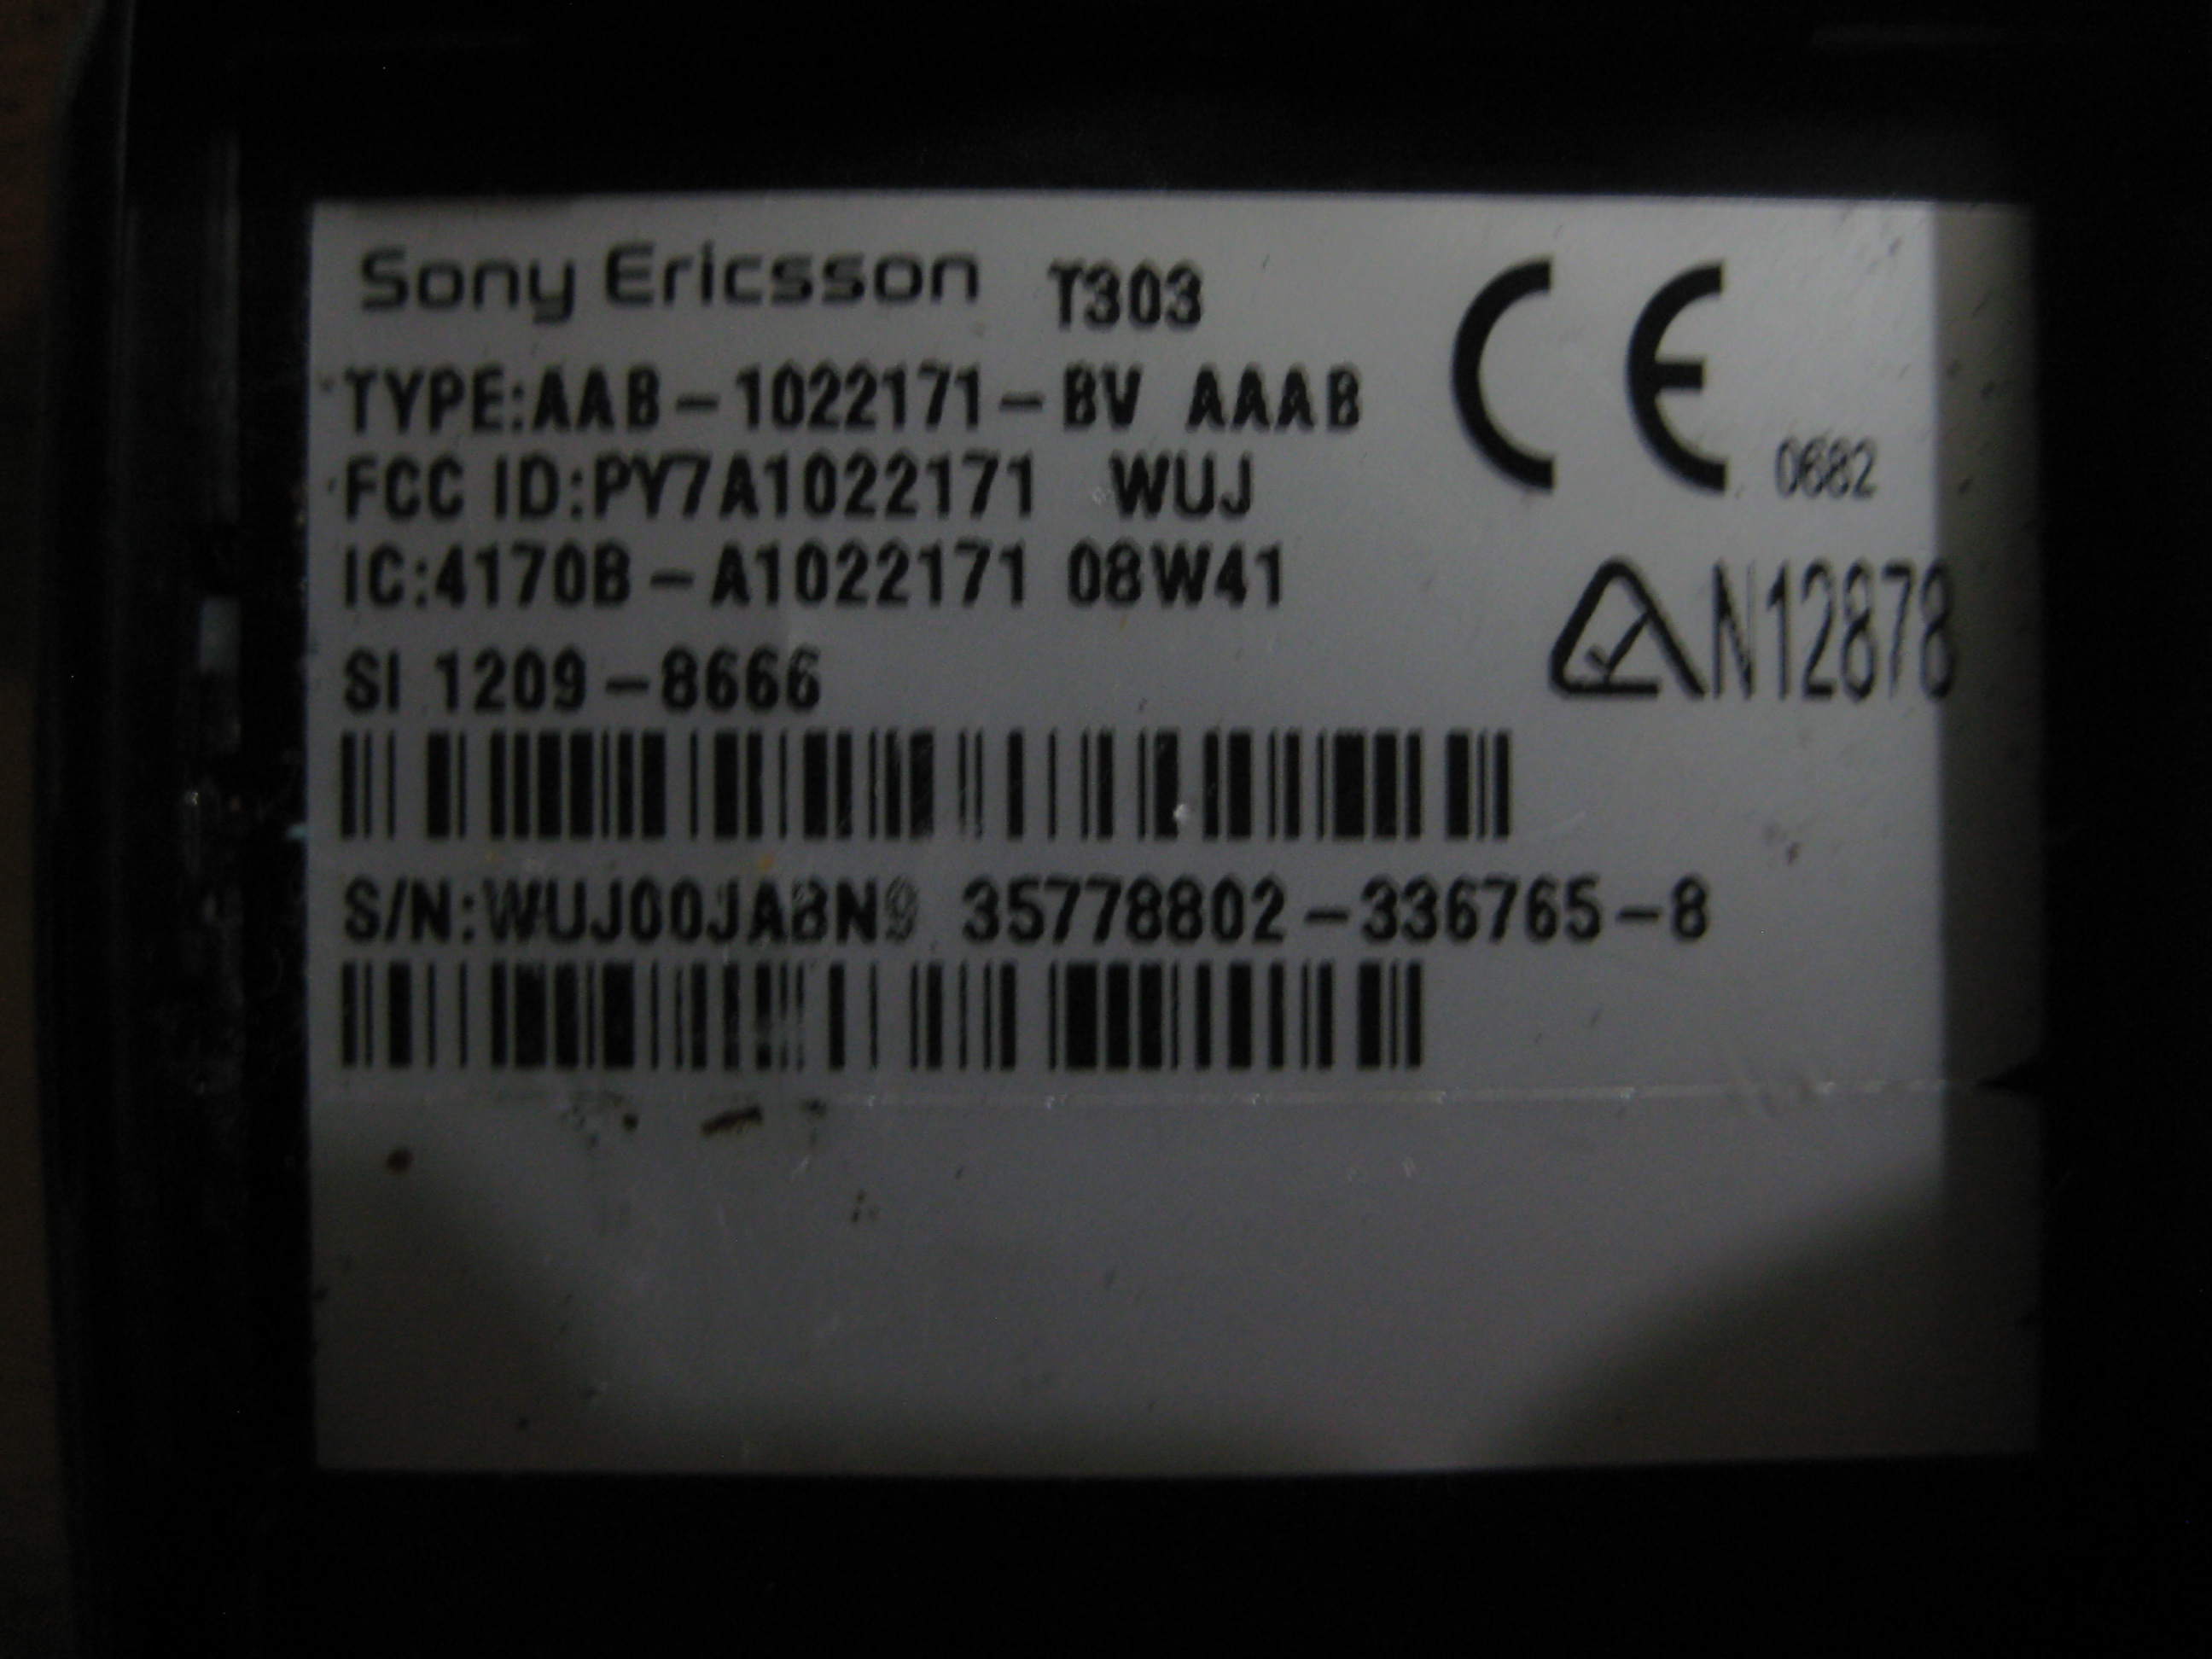 Sony Ericsson T303
TYPE:AAB-1022171-BV AAAB
CE 0682
FCC ID:PY7A1022171 WUJ
IC:4170B-A1022171 08W41
N12878
SI 1209-8666
35778802-336765-8